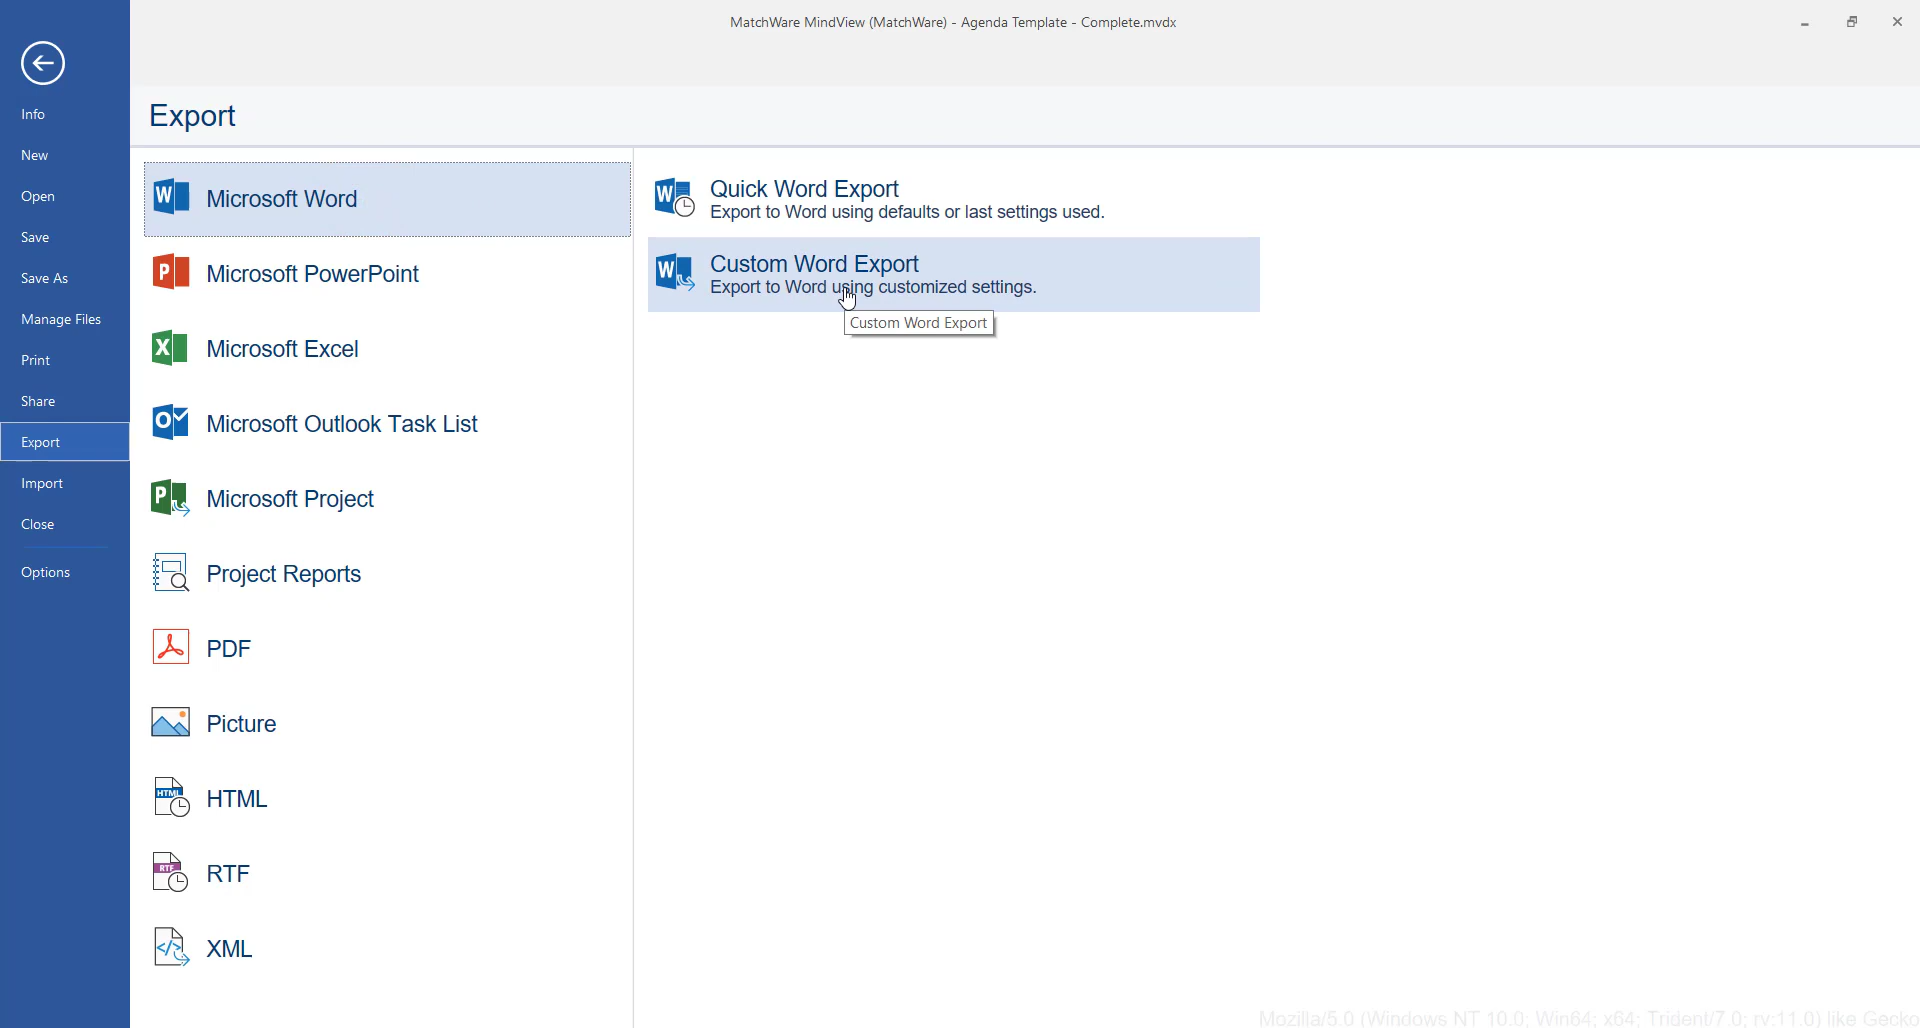 MatchWare MindView (MatchWare) - Agenda Template - Complete.mvdx
Info
New
Open
Save
Save As
Manage Files
Print
Share
Export
Import
Close
Options
Export
W Microsoft Word
P Microsoft PowerPoint
X Microsoft Excel
O Microsoft Outlook Task List
P Microsoft Project
Project Reports
PDF
Picture
HTML HTML
RTF RTF
</> XML
W Quick Word Export
Export to Word using defaults or last settings used.
W Custom Word Export
Export to Word using customized settings.
Custom Word Export
Mozilla/5.0 (Windows NT 10.0; Win64; x64; Trident/7.0; rv:11.0) like Gecko